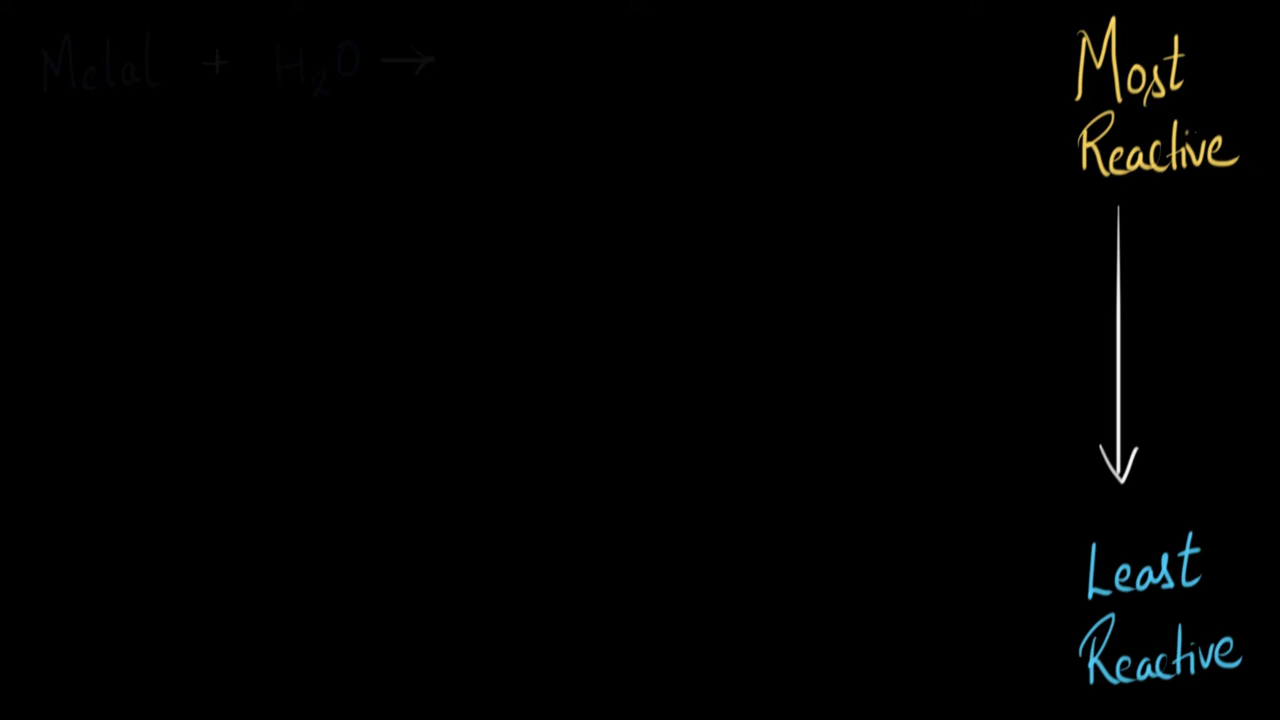 Metal + H₂O →
Most
Reactive
Least
Reactive